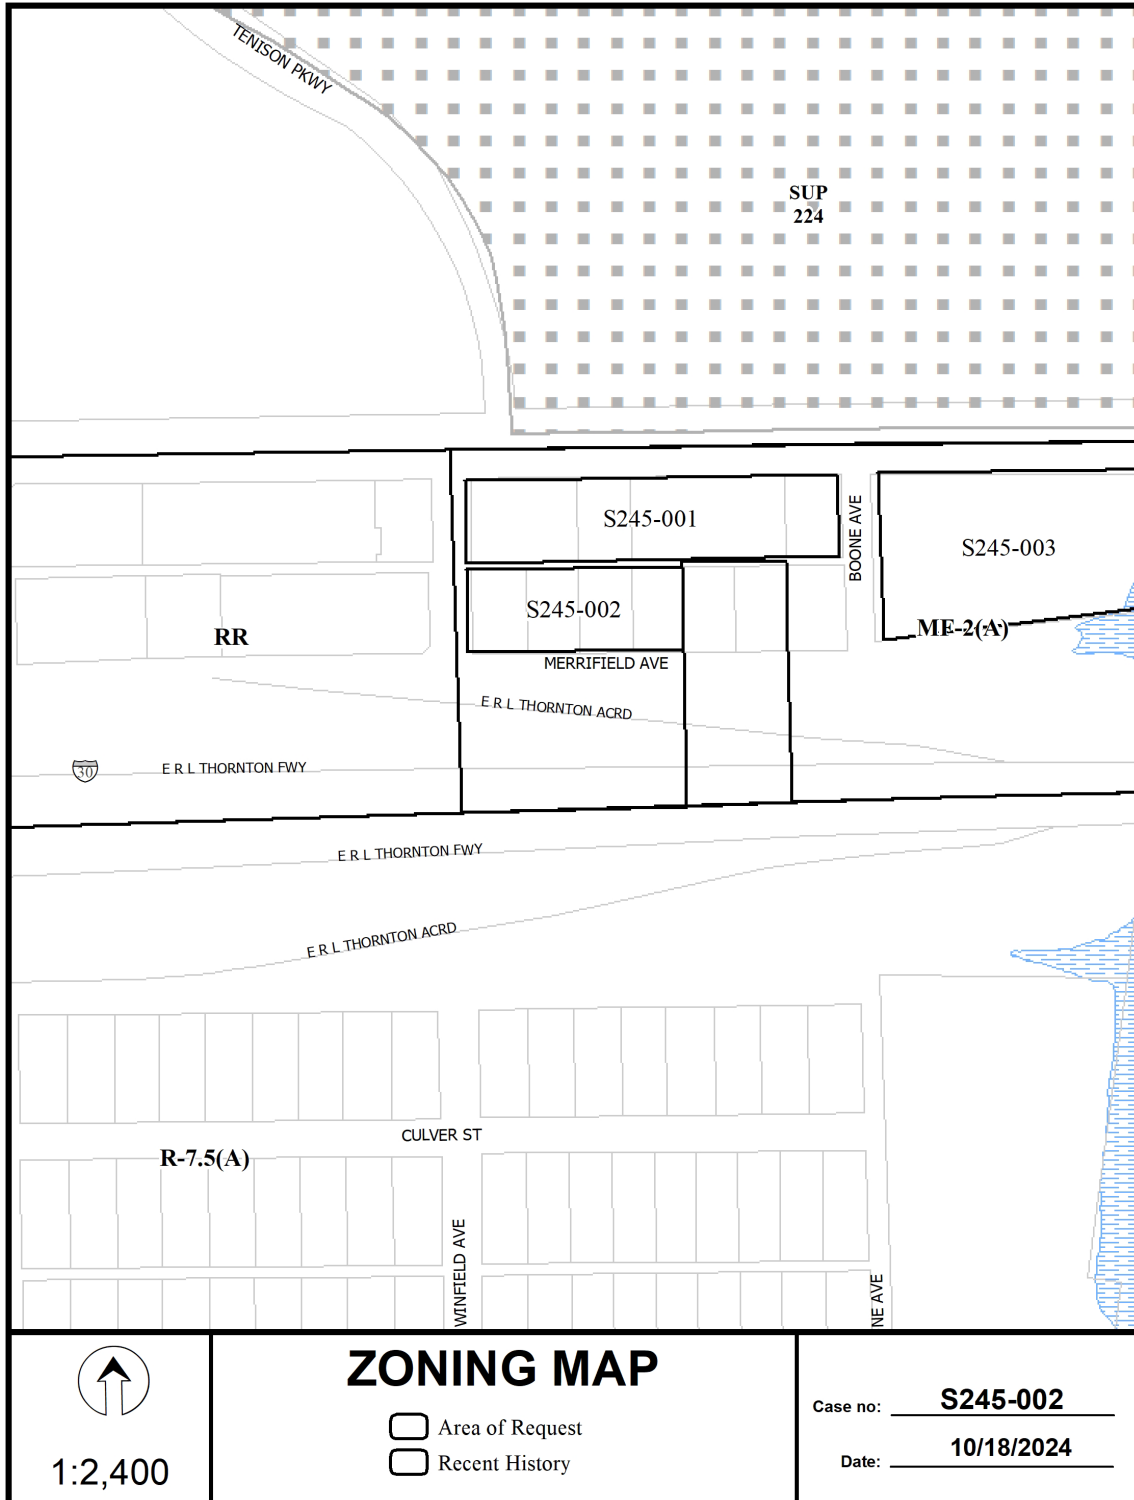 TENISON PKWY
SUP
224
S245-001
BOONE AVE
S245-003
S245-002
RR
MF-2(A)
MERRIFIELD AVE
E R L THORNTON ACRD
30
E R L THORNTON FWY
E R L THORNTON FWY
E R L THORNTON ACRD
CULVER ST
R-7.5(A)
WINFIELD AVE
NE AVE
1:2,400
ZONING MAP
Area of Request
Recent History
Case no: S245-002
Date: 10/18/2024